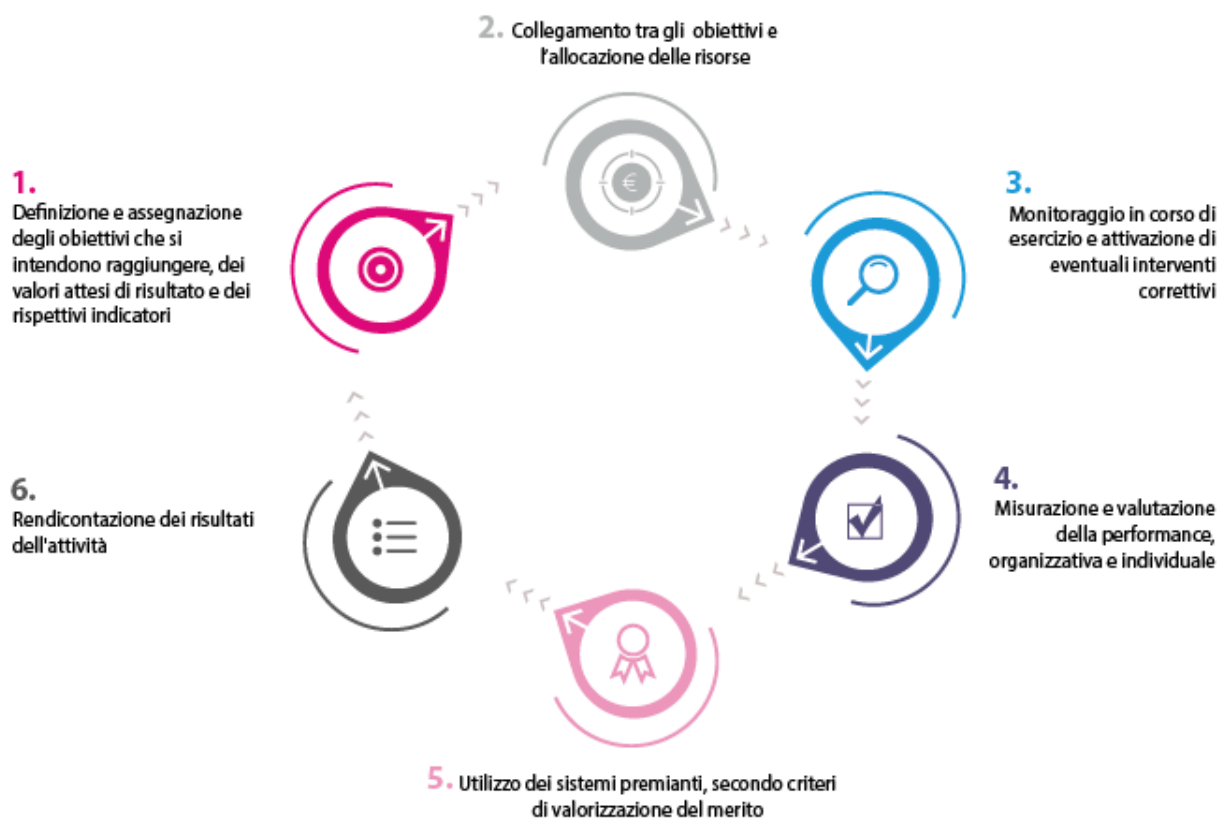 1.
Definizione e assegnazione
degli obiettivi che si
intendono raggiungere, dei
valori attesi di risultato e dei
rispettivi indicatori
2. Collegamento tra gli obiettivi e
l'allocazione delle risorse
€
3.
Monitoraggio in corso di
esercizio e attivazione di
eventuali interventi
correttivi
4.
Misurazione e valutazione
della performance,
organizzativa e individuale
5. Utilizzo dei sistemi premianti, secondo criteri
di valorizzazione del merito
6.
Rendicontazione dei risultati
dell'attività